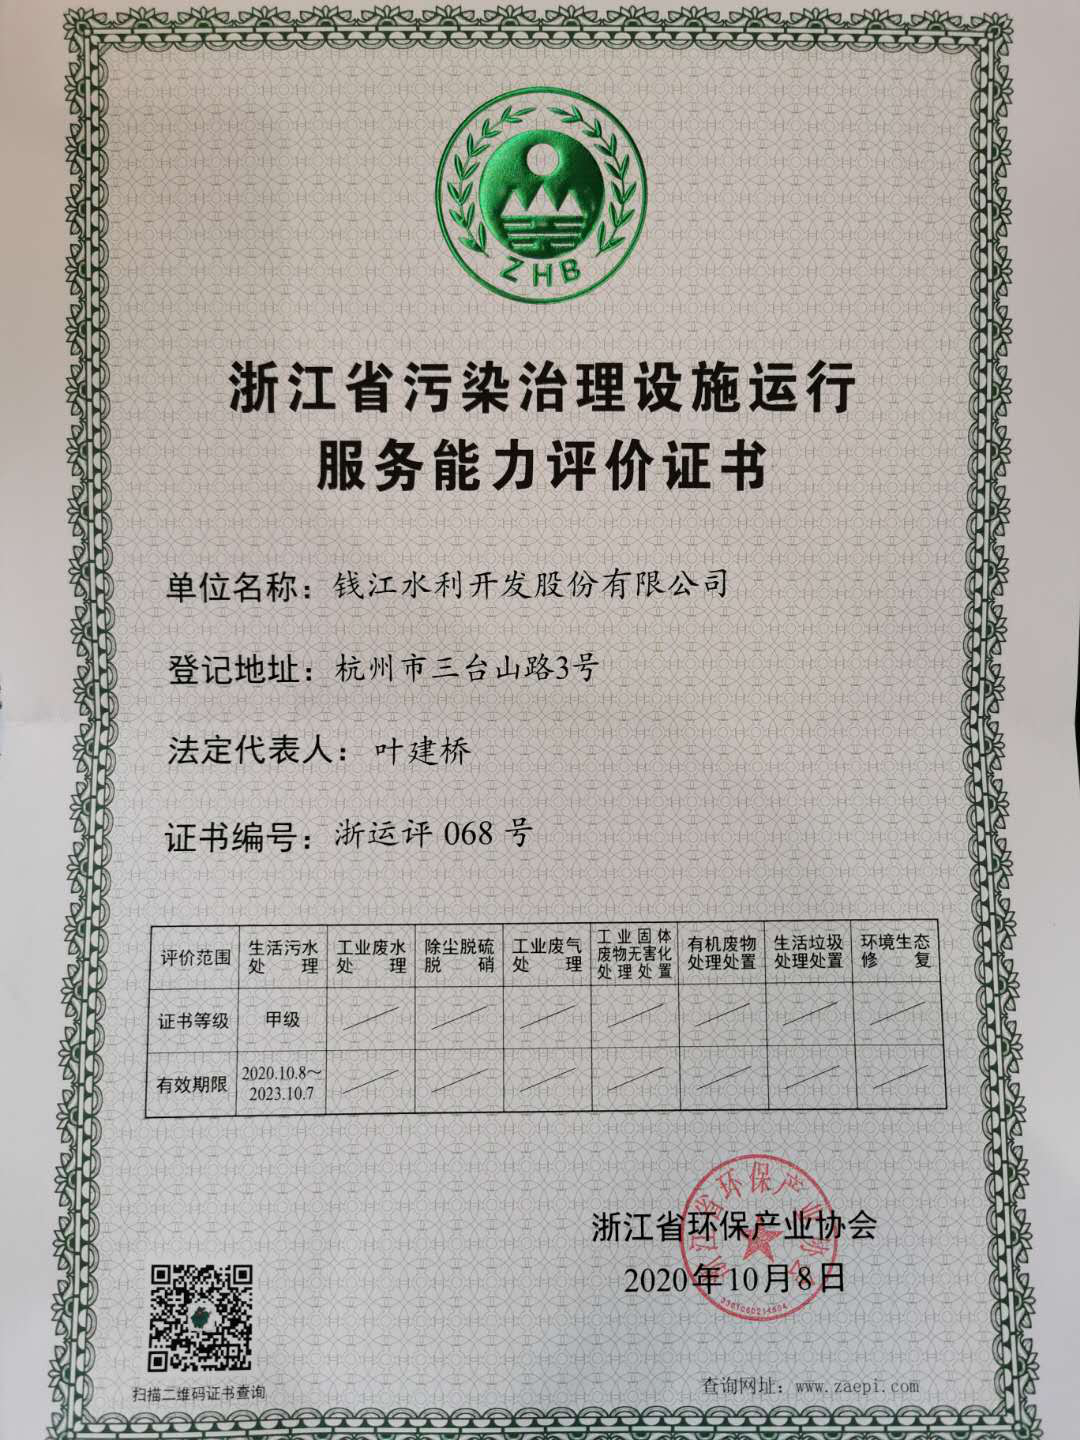 ZHB
浙江省污染治理设施运行
服务能力评价证书
单位名称：钱江水利开发股份有限公司
登记地址：杭州市三台山路3号
法定代表人：叶建桥
证书编号：浙运评 068 号
评价范围 生活污水处理 工业废水处理 除尘脱硫脱硝 工业废气处理 工业固体废物无害化处理处置 有机废物处理处置 生活垃圾处理处置 环境生态修复
证书等级 甲级
有效期限 2020.10.8～2023.10.7
浙江省环保产业协会
浙江省环保产业协会
2020年10月8日
扫描二维码证书查询
查询网址：www.zaepi.com